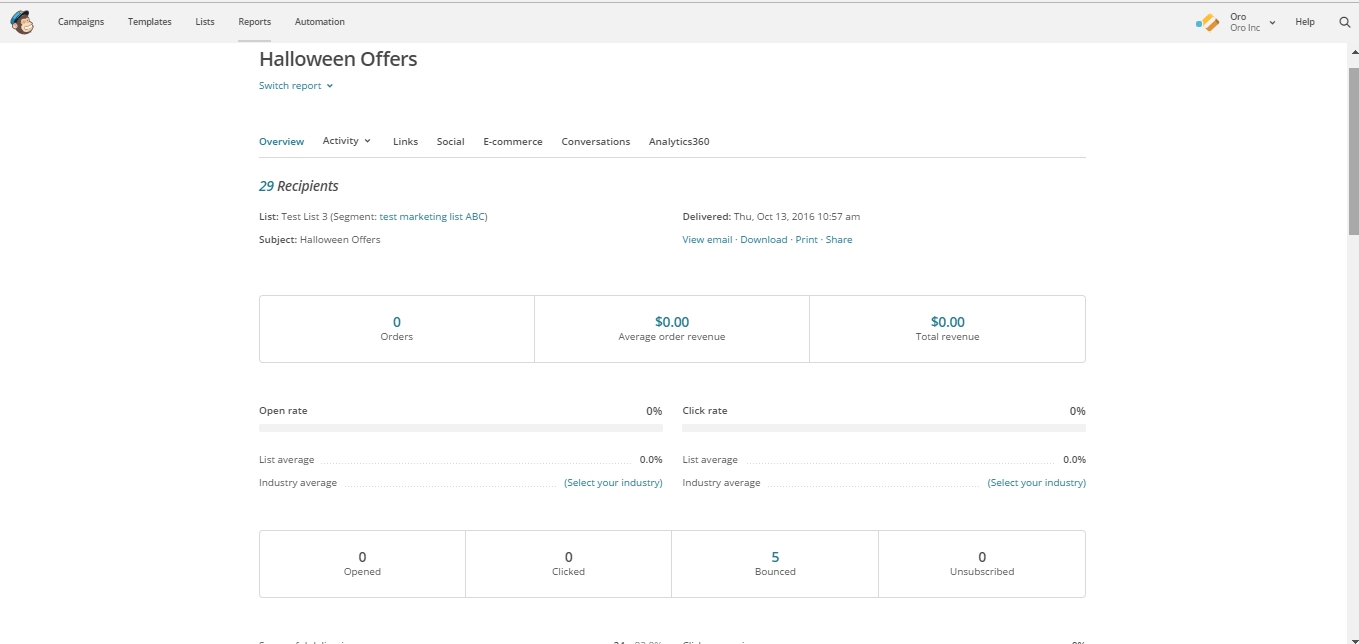 Campaigns Templates Lists Reports Automation
Oro
Oro Inc
Help
Halloween Offers
Switch report
Overview Activity Links Social E-commerce Conversations Analytics360
29 Recipients
List: Test List 3 (Segment: test marketing list ABC)
Delivered: Thu, Oct 13, 2016 10:57 am
Subject: Halloween Offers
View email · Download · Print · Share
0 $0.00 $0.00
Orders Average order revenue Total revenue
Open rate 0% Click rate 0%
List average 0.0% List average 0.0%
Industry average (Select your industry) Industry average (Select your industry)
0 0 5 0
Opened Clicked Bounced Unsubscribed